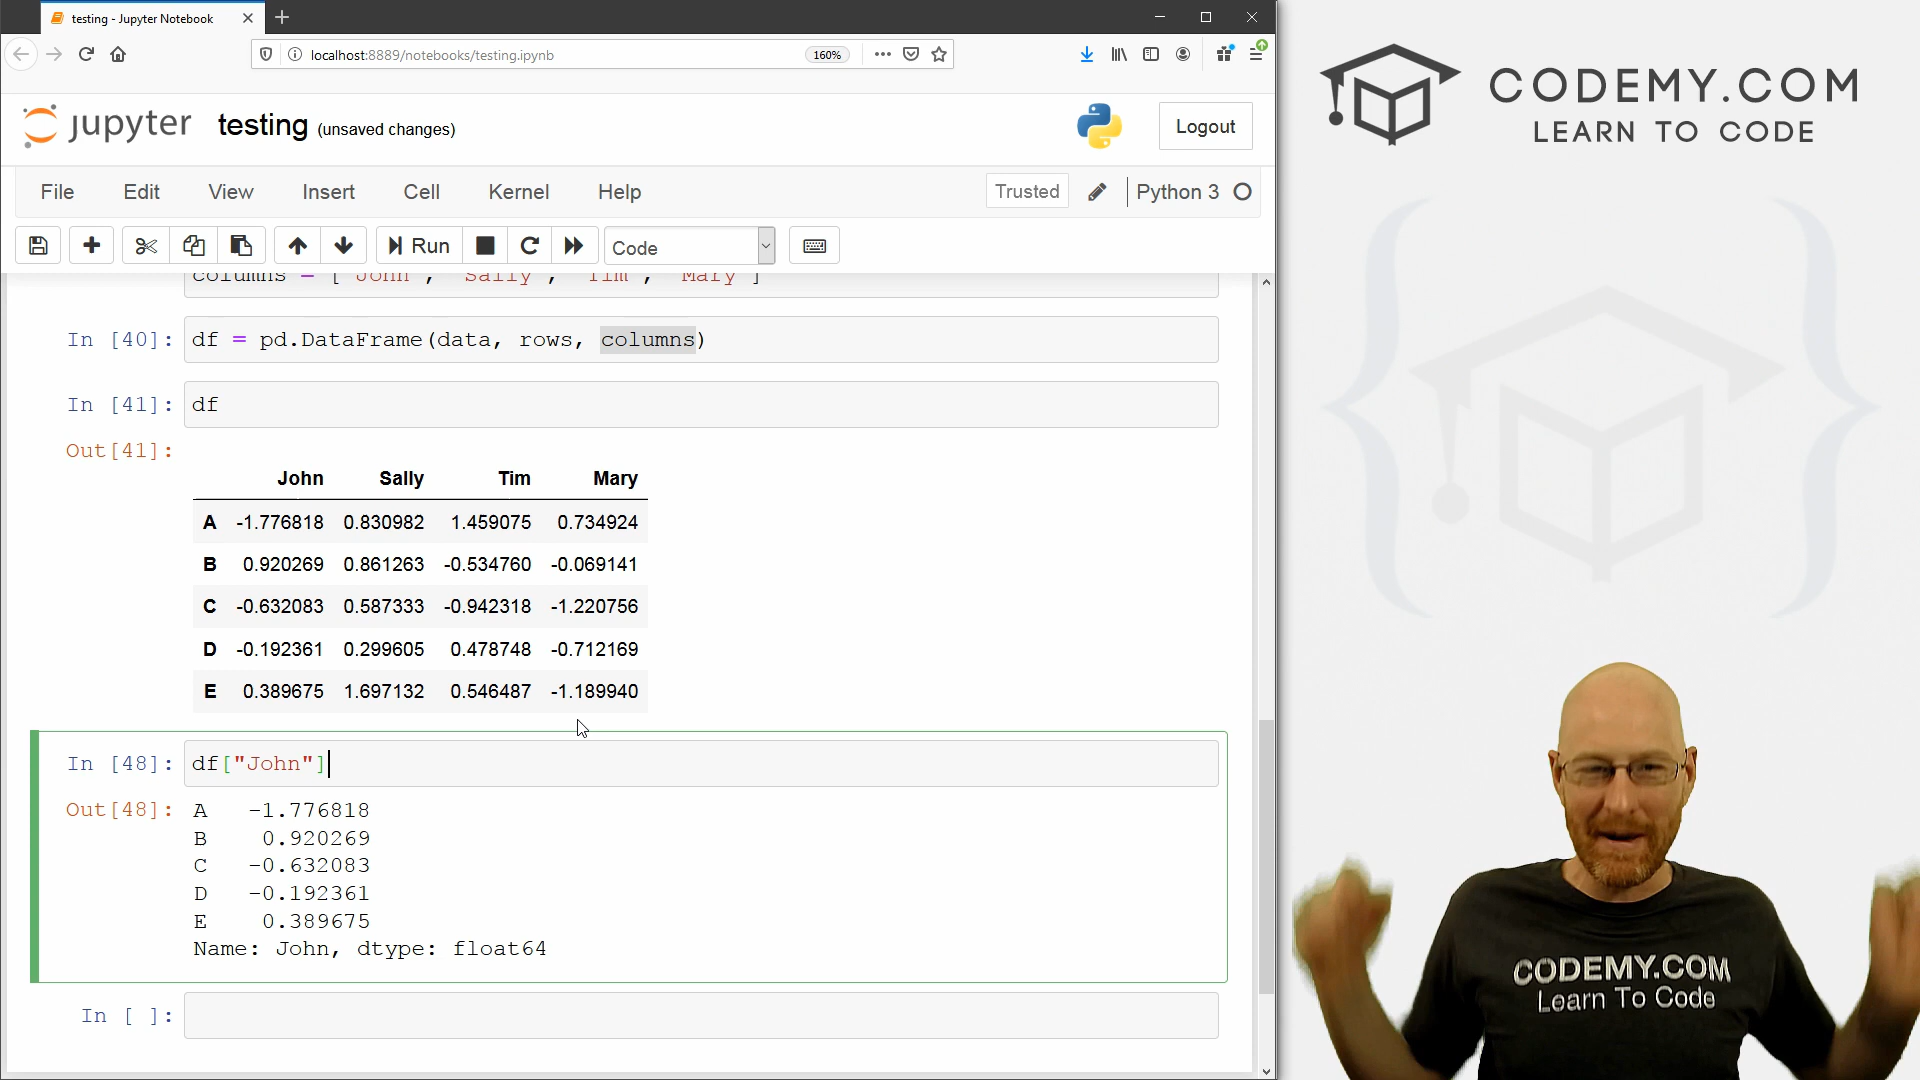 testing - Jupyter Notebook
localhost:8889/notebooks/testing.ipynb
160%
jupyter testing (unsaved changes)
Logout
File Edit View Insert Cell Kernel Help
Trusted
Python 3
Run
Code
columns = ["John", "Sally", "Tim", "Mary"]
In [40]: df = pd.DataFrame(data, rows, columns)
In [41]: df
Out[41]:
John Sally Tim Mary
A -1.776818 0.830982 1.459075 0.734924
B 0.920269 0.861263 -0.534760 -0.069141
C -0.632083 0.587333 -0.942318 -1.220756
D -0.192361 0.299605 0.478748 -0.712169
E 0.389675 1.697132 0.546487 -1.189940
In [48]: df["John"]
Out[48]: A -1.776818
B 0.920269
C -0.632083
D -0.192361
E 0.389675
Name: John, dtype: float64
In [ ]:
CODEMY.COM
LEARN TO CODE
CODEMY.COM
Learn To Code